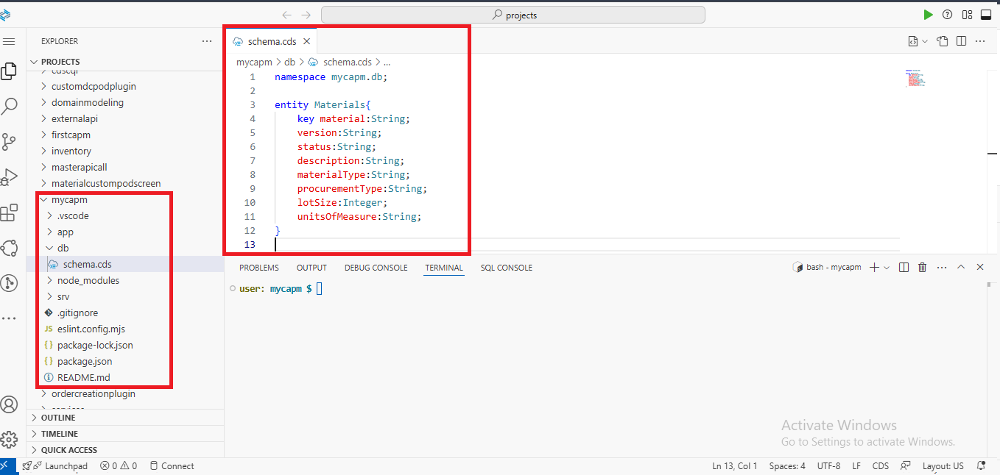 projects
EXPLORER
PROJECTS
cdscql
customdcpodplugin
domainmodeling
externalapi
firstcapm
inventory
masterapicall
materialcustompodscreen
mycapm
.vscode
app
db
schema.cds
node_modules
srv
.gitignore
JS eslint.config.mjs
{} package-lock.json
{} package.json
README.md
ordercreationplugin
services
OUTLINE
TIMELINE
QUICK ACCESS
schema.cds
mycapm > db > schema.cds > ...
1 namespace mycapm.db;
2
3 entity Materials{
4 key material:String;
5 version:String;
6 status:String;
7 description:String;
8 materialType:String;
9 procurementType:String;
10 lotSize:Integer;
11 unitsOfMeasure:String;
12 }
13
PROBLEMS OUTPUT DEBUG CONSOLE TERMINAL SQL CONSOLE
bash - mycapm
user: mycapm $
Activate Windows
Go to Settings to activate Windows.
Launchpad 0 0 Connect
Ln 13, Col 1 Spaces: 4 UTF-8 LF CDS Layout: US